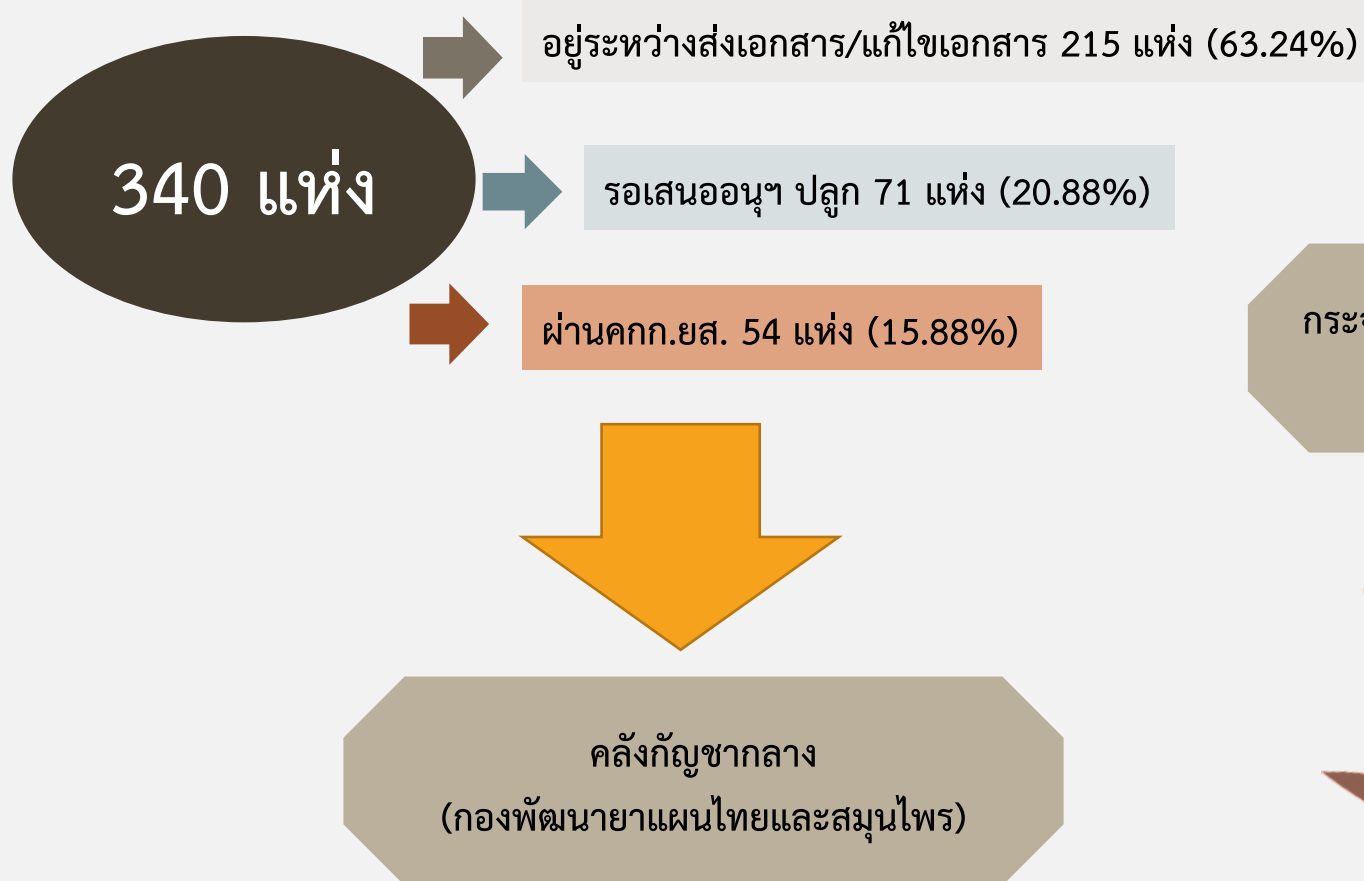 อยู่ระหว่างส่งเอกสาร/แก้ไขเอกสาร 215 แห่ง (63.24%)
340 แห่ง
รอเสนออนุฯ ปลูก 71 แห่ง (20.88%)
ผ่านคกก.ยส. 54 แห่ง (15.88%)
คลังกัญชากลาง
(กองพัฒนายาแผนไทยและสมุนไพร)